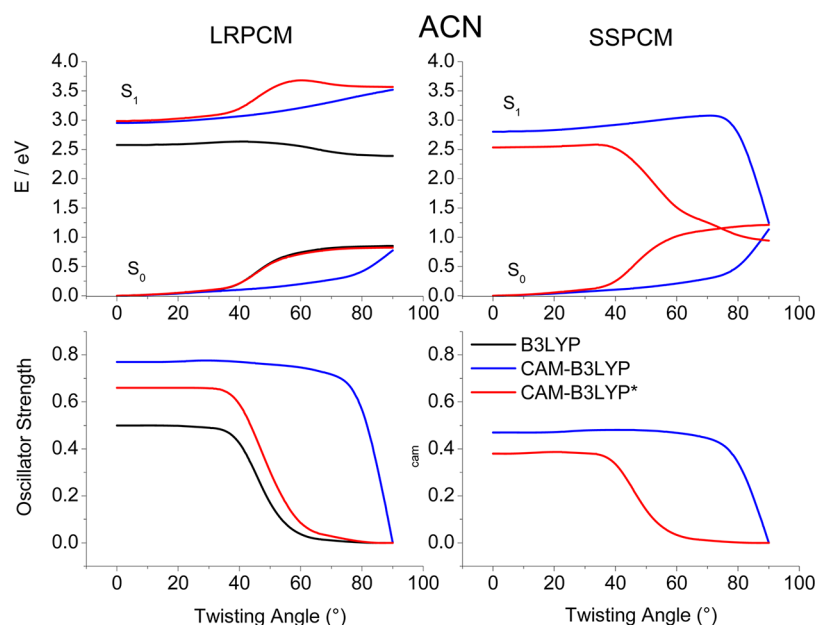 ACN
LRPCM
SSPCM
4.0
3.5
3.0
2.5
2.0
1.5
1.0
0.5
0.0
E / eV
S1
S0
0 20 40 60 80 100
4.0
3.5
3.0
2.5
2.0
1.5
1.0
0.5
0.0
S1
S0
0 20 40 60 80 100
0.8
0.6
0.4
0.2
0.0
Oscillator Strength
0 20 40 60 80 100
Twisting Angle (°)
0.8
0.6
0.4
0.2
0.0
cam
B3LYP
CAM-B3LYP
CAM-B3LYP*
0 20 40 60 80 100
Twisting Angle (°)